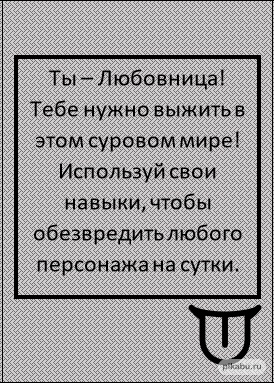 Ты – Любовница!
Тебе нужно выжить в
этом суровом мире!
Используй свои
навыки, чтобы
обезвредить любого
персонажа на сутки.
pikabu.ru